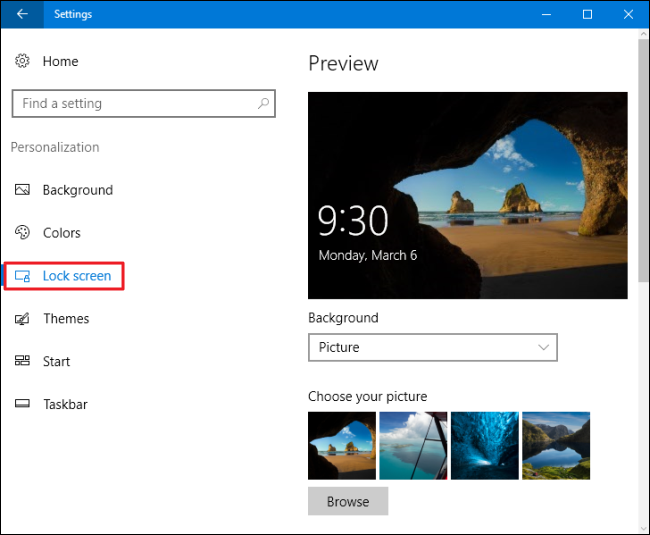 Settings
Home
Find a setting
Personalization
Background
Colors
Lock screen
Themes
Start
Taskbar
Preview
9:30
Monday, March 6
Background
Picture
Choose your picture
Browse